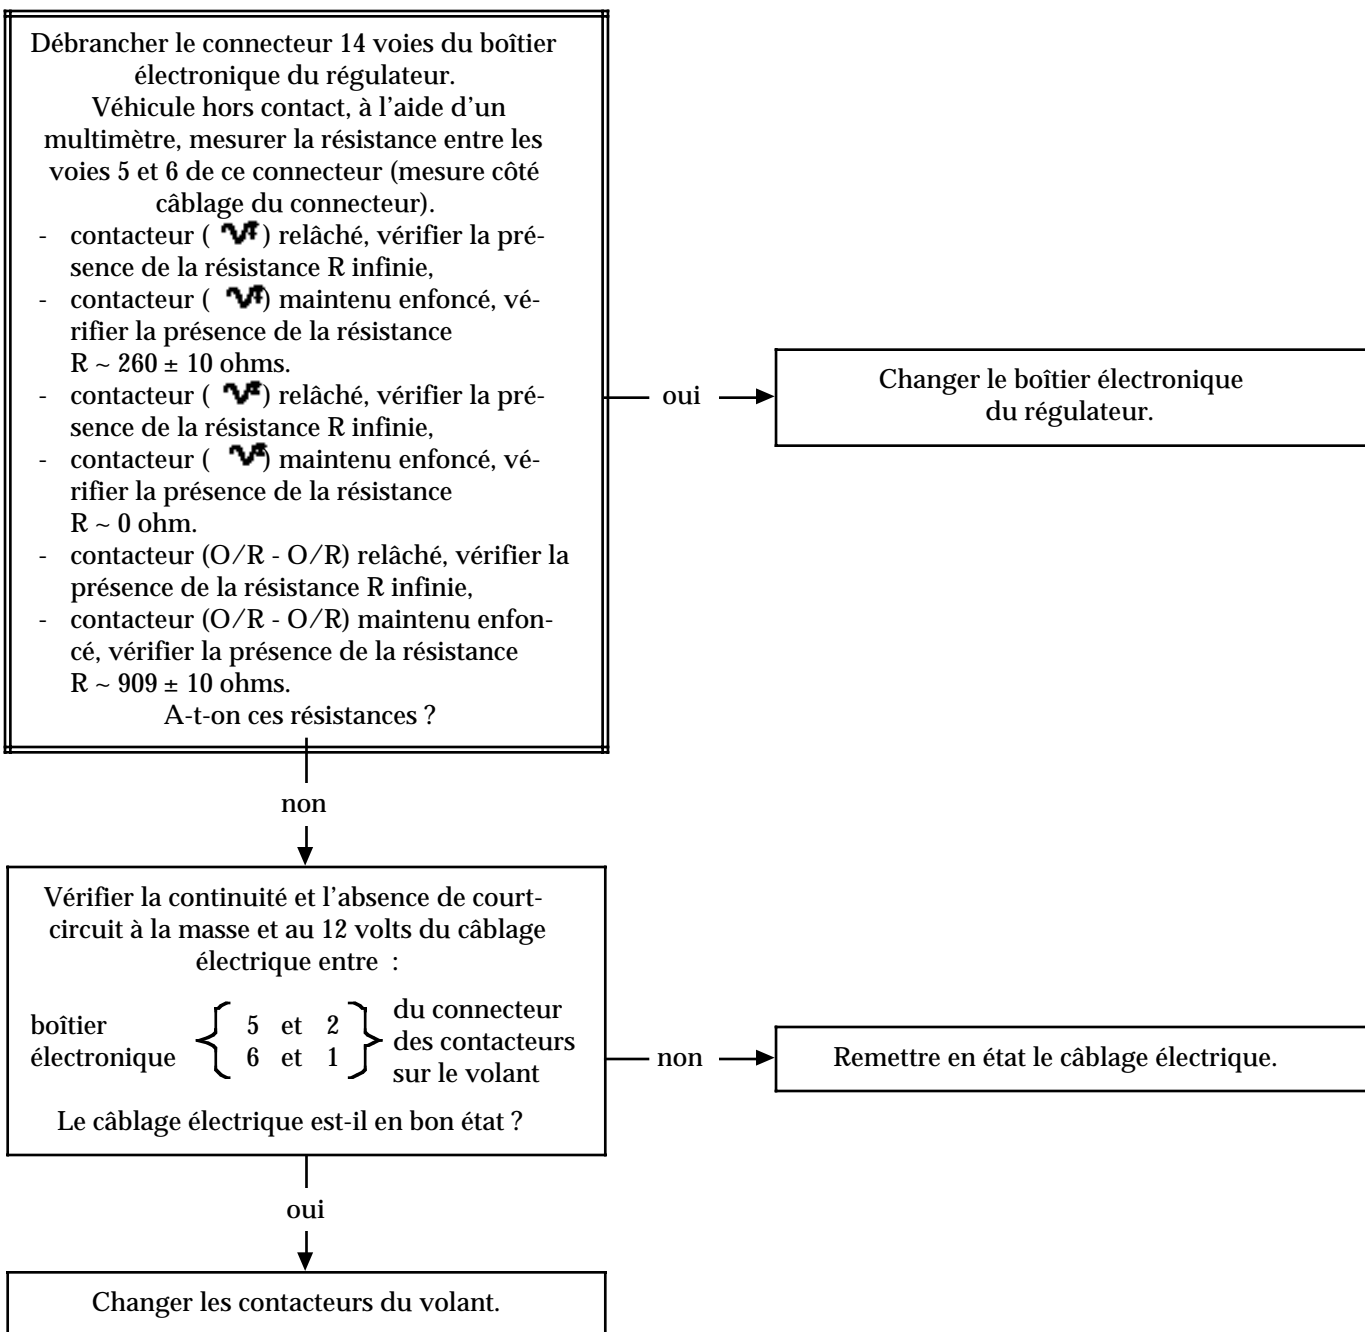 Débrancher le connecteur 14 voies du boîtier
électronique du régulateur.
Véhicule hors contact, à l'aide d'un
multimètre, mesurer la résistance entre les
voies 5 et 6 de ce connecteur (mesure côté
câblage du connecteur).
- contacteur ( ) relâché, vérifier la pré-
sence de la résistance R infinie,
- contacteur ( ) maintenu enfoncé, vé-
rifier la présence de la résistance
R ~ 260 ± 10 ohms.
- contacteur ( ) relâché, vérifier la pré-
sence de la résistance R infinie,
- contacteur ( ) maintenu enfoncé, vé-
rifier la présence de la résistance
R ~ 0 ohm.
- contacteur (O/R - O/R) relâché, vérifier la
présence de la résistance R infinie,
- contacteur (O/R - O/R) maintenu enfon-
cé, vérifier la présence de la résistance
R ~ 909 ± 10 ohms.
A-t-on ces résistances ?
oui
Changer le boîtier électronique
du régulateur.
non
Vérifier la continuité et l'absence de court-
circuit à la masse et au 12 volts du câblage
électrique entre :
boîtier
électronique
5 et 2
6 et 1
du connecteur
des contacteurs
sur le volant
Le câblage électrique est-il en bon état ?
non
Remettre en état le câblage électrique.
oui
Changer les contacteurs du volant.